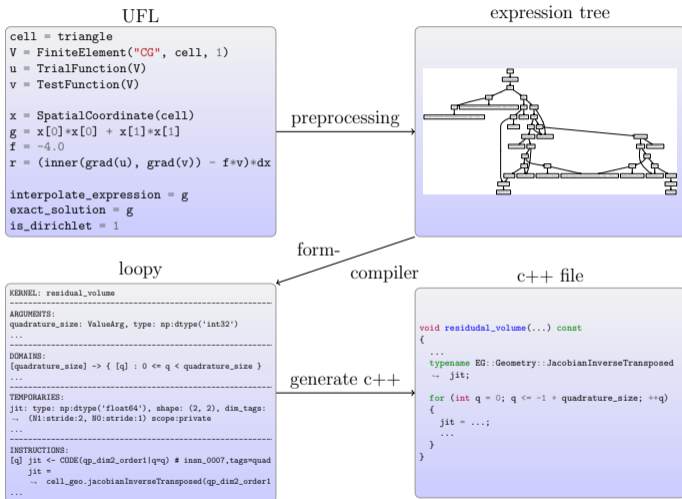 UFL
cell = triangle
V = FiniteElement("CG", cell, 1)
u = TrialFunction(V)
v = TestFunction(V)
x = SpatialCoordinate(cell)
g = x[0]*x[0] + x[1]*x[1]
f = -4.0
r = (inner(grad(u), grad(v)) - f*v)*dx
interpolate_expression = g
exact_solution = g
is_dirichlet = 1
preprocessing
expression tree
form-
compiler
loopy
KERNEL: residual_volume
---------------------------------------------------------------------------
ARGUMENTS:
quadrature_size: ValueArg, type: np:dtype('int32')
...
---------------------------------------------------------------------------
DOMAINS:
[quadrature_size] -> { [q] : 0 <= q < quadrature_size }
...
---------------------------------------------------------------------------
TEMPORARIES:
jit: type: np:dtype('float64'), shape: (2, 2), dim_tags:
↪ (N1:stride:2, N0:stride:1) scope:private
...
---------------------------------------------------------------------------
INSTRUCTIONS:
[q] jit <- CODE(qp_dim2_order1|q=q) # insn_0007,tags=quad
jit =
↪ cell_geo.jacobianInverseTransposed(qp_dim2_order1
...
generate c++
c++ file
void residudal_volume(...) const
{
...
typename EG::Geometry::JacobianInverseTransposed
↪ jit;
for (int q = 0; q <= -1 + quadrature_size; ++q)
{
jit = ...;
...
}
}